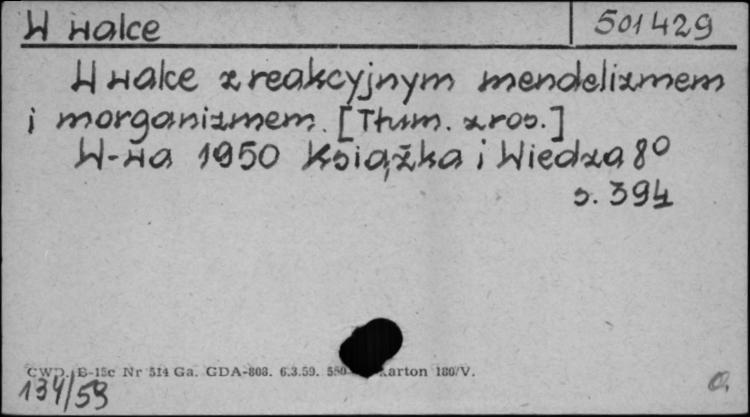 W walce
501429
W walce z reakcyjnym mendelizmem
i morganizmem. [Tłum. z ros.]
W-wa 1950 Książka i Wiedza 8°
s. 394
CWD. E-15c Nr 514 Ga. GDA-808. 6.3.59. karton 180/V.
134/59